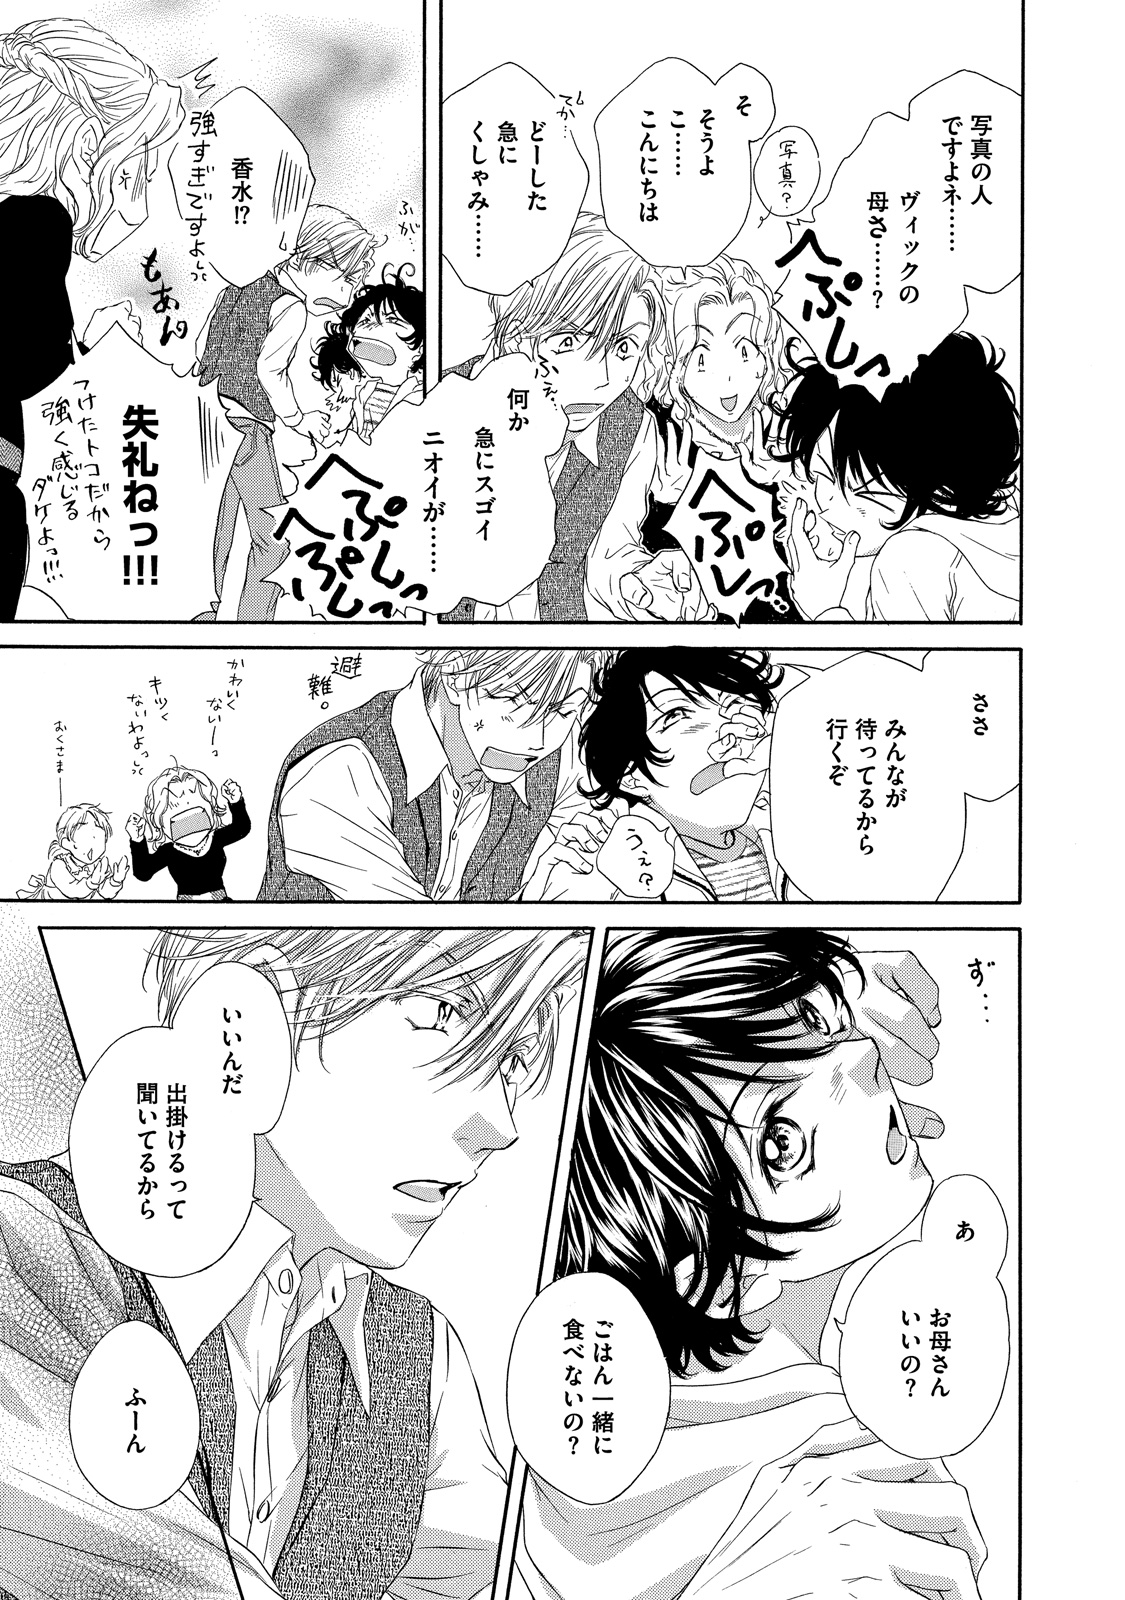 写真の人
ですよネ……
ヴィックの
母さ……?
へぷしっ
写真?
そ
そうよ
こ……
こんにちは
てか…
どーした
急に
くしゃみ……
へぷしっ…
ふぇ…
何か
急にスゴイ
ニオイが……
へぷしっ
へぷしっ
ふが…
香水!?
強すぎですよっ
もあん
失礼ねっ!!!
つけたトコだから
強く感じる
ダケよっ!!!
ささ
みんなが
待ってるから
行くぞ
うぇ?
避難。
かわいく
ないーっ
キツく
ないわよっ
おくさまー
ず…
あ
お母さん
いいの?
ごはん一緒に
食べないの?
いいんだ
出掛けるって
聞いてるから
ふーん